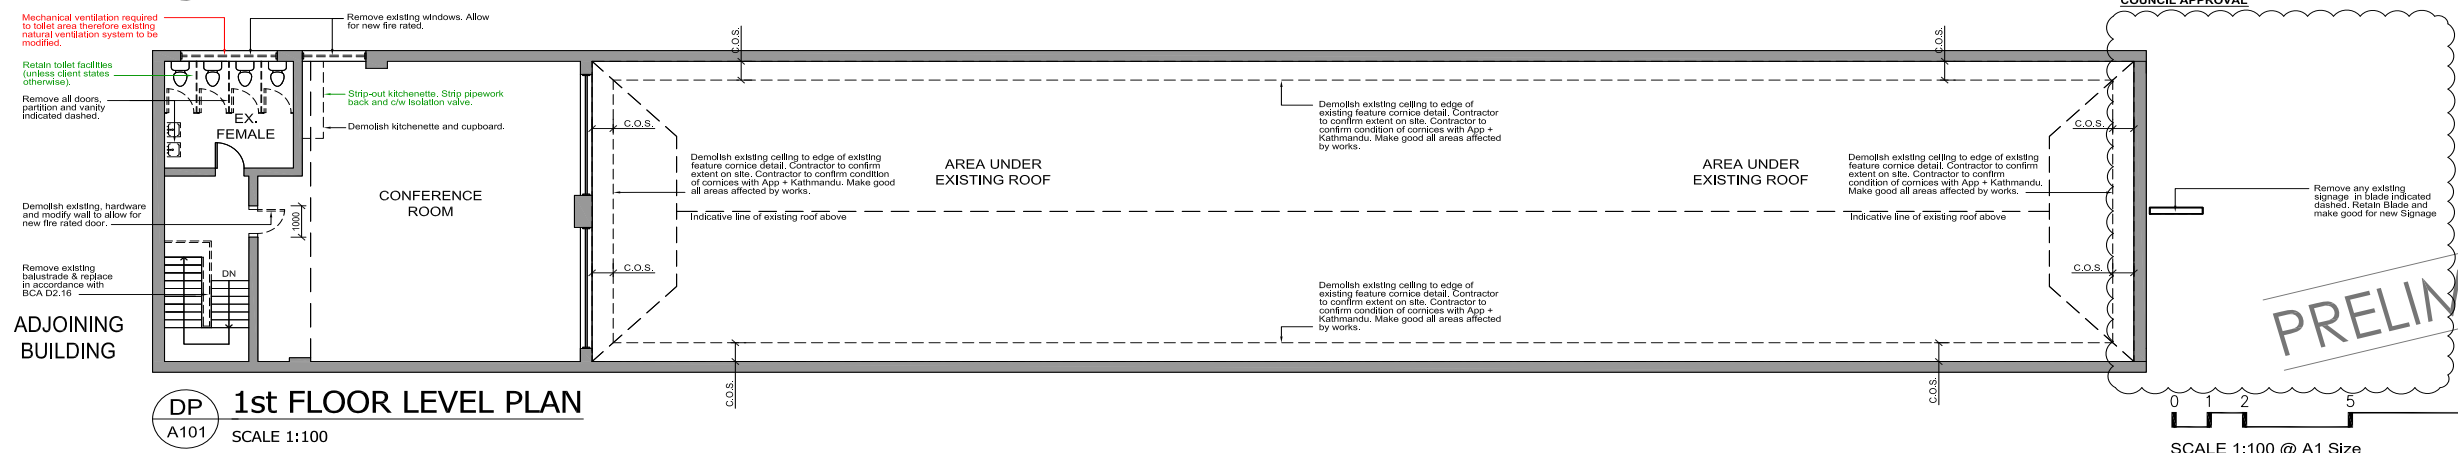 COUNCIL APPROVAL
Mechanical ventilation required
to toilet area therefore existing
natural ventilation system to be
modified.
Remove existing windows. Allow
for new fire rated.
Retain toilet facilities
(unless client states
otherwise).
Remove all doors,
partition and vanity
indicated dashed.
EX.
FEMALE
Strip-out kitchenette. Strip pipework
back and c/w isolation valve.
Demolish kitchenette and cupboard.
CONFERENCE
ROOM
Demolish existing, hardware
and modify wall to allow for
new fire rated door.
1000
Remove existing
balustrade & replace
in accordance with
BCA D2.16
DN
ADJOINING
BUILDING
C.O.S.
C.O.S.
C.O.S.
C.O.S.
Demolish existing ceiling to edge of existing
feature cornice detail. Contractor to confirm
extent on site. Contractor to confirm condition
of cornices with App + Kathmandu. Make good
all areas affected by works.
Indicative line of existing roof above
AREA UNDER
EXISTING ROOF
Demolish existing ceiling to edge of
existing feature cornice detail. Contractor
to confirm extent on site. Contractor to
confirm condition of cornices with App +
Kathmandu. Make good all areas affected
by works.
Demolish existing ceiling to edge of
existing feature cornice detail. Contractor
to confirm extent on site. Contractor to
confirm condition of cornices with App +
Kathmandu. Make good all areas affected
by works.
AREA UNDER
EXISTING ROOF
C.O.S.
C.O.S.
C.O.S.
C.O.S.
Demolish existing ceiling to edge of existing
feature cornice detail. Contractor to confirm
extent on site. Contractor to confirm
condition of cornices with App + Kathmandu.
Make good all areas affected by works.
Indicative line of existing roof above
Remove any existing
signage in blade indicated
dashed. Retain Blade and
make good for new Signage
PRELIM
DP
A101
1st FLOOR LEVEL PLAN
SCALE 1:100
0 1 2 5
SCALE 1:100 @ A1 Size